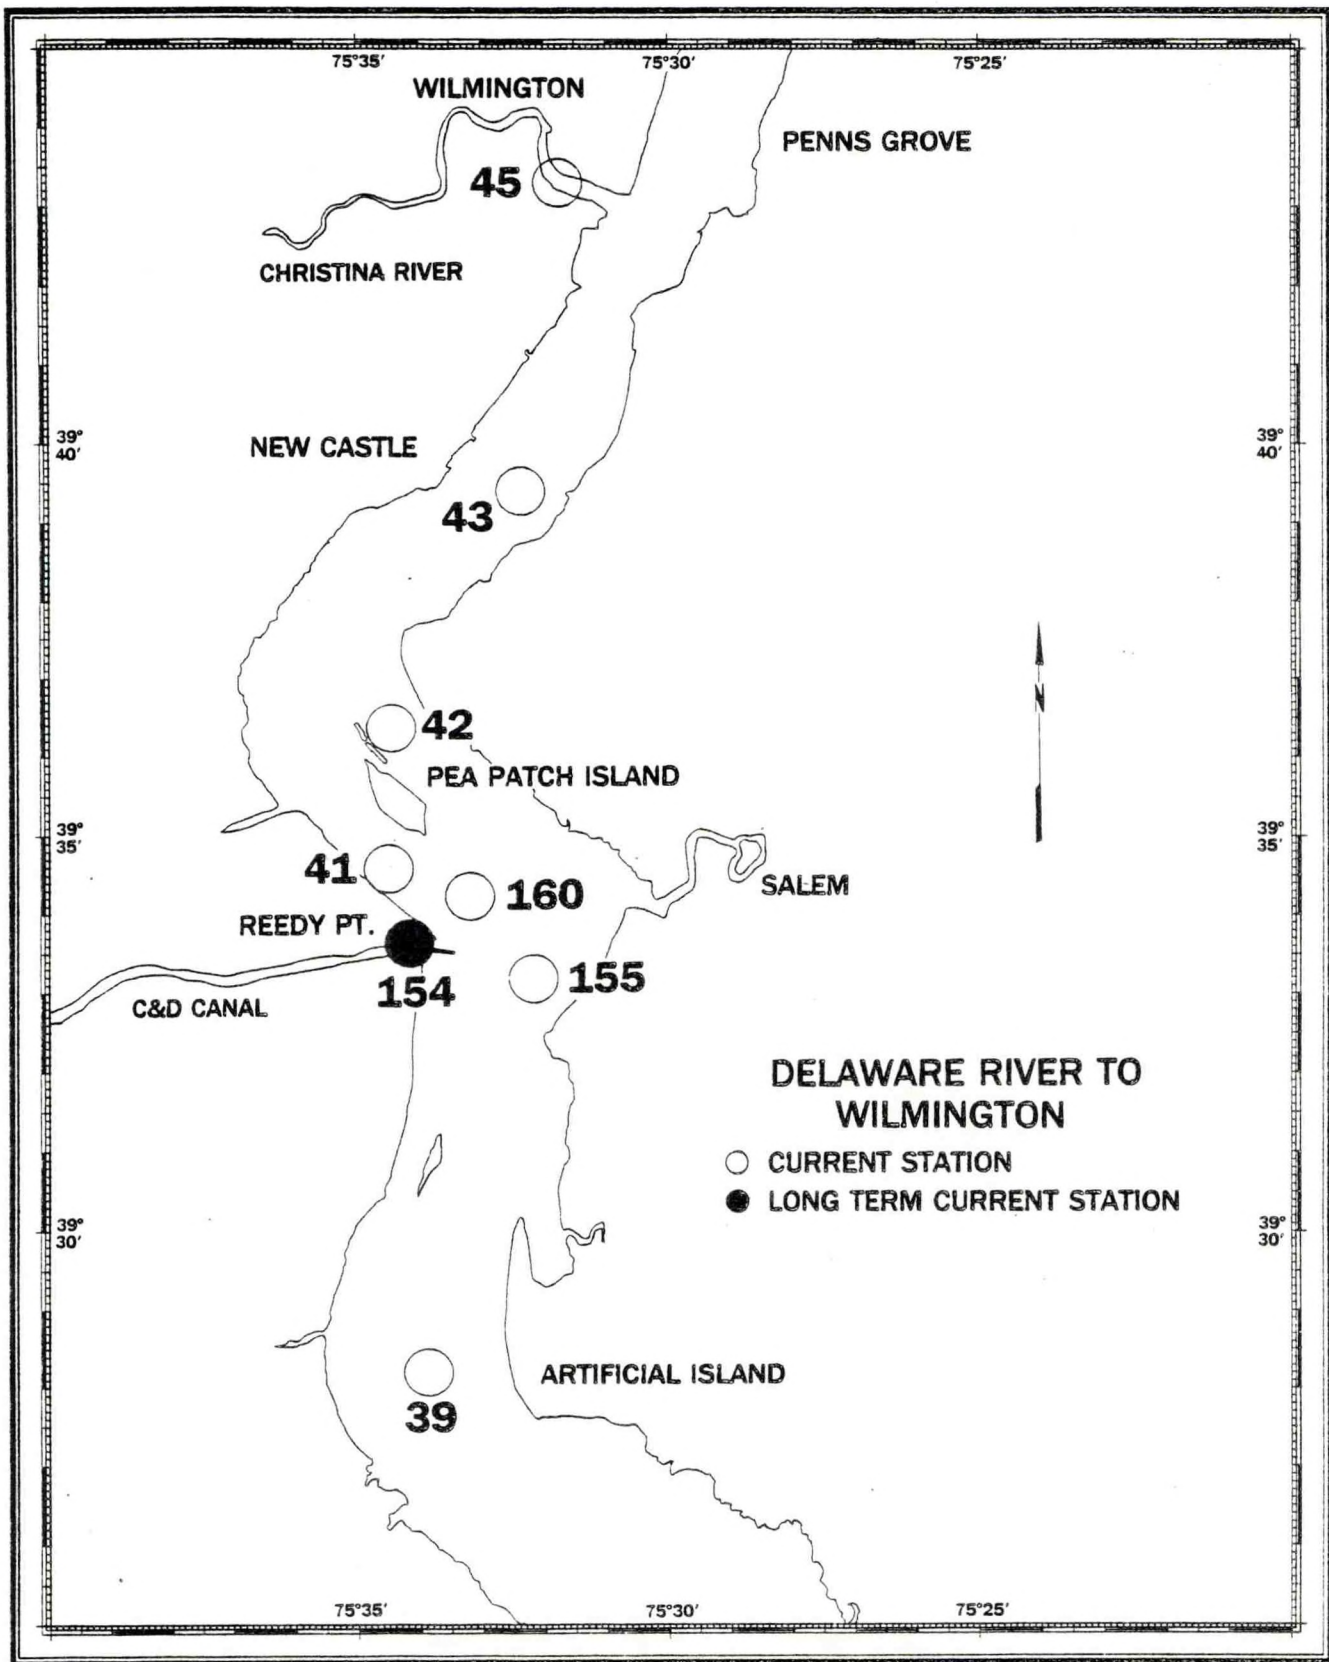 75°35'
75°30'
75°25'
WILMINGTON
PENNS GROVE
45
CHRISTINA RIVER
39°
40'
39°
40'
NEW CASTLE
43
42
PEA PATCH ISLAND
N
39°
35'
39°
35'
41
160
SALEM
REEDY PT.
154
155
C&D CANAL
DELAWARE RIVER TO
WILMINGTON
CURRENT STATION
LONG TERM CURRENT STATION
39°
30'
39°
30'
ARTIFICIAL ISLAND
39
75°35'
75°30'
75°25'